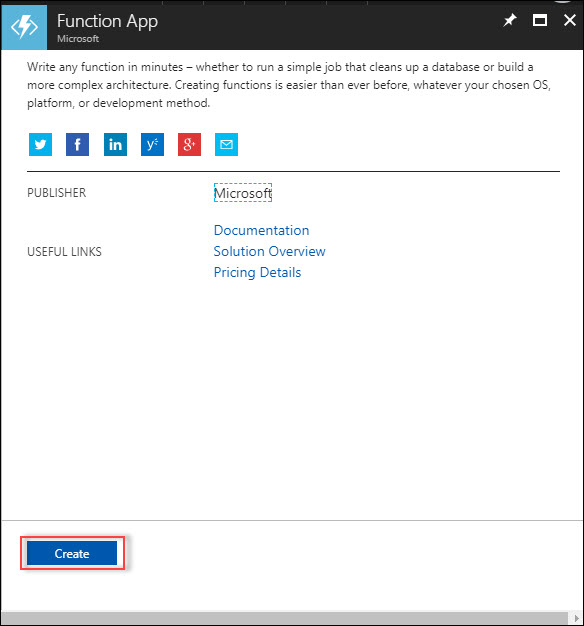 Function App
Microsoft
Write any function in minutes – whether to run a simple job that cleans up a database or build a
more complex architecture. Creating functions is easier than ever before, whatever your chosen OS,
platform, or development method.
f in y g+
PUBLISHER Microsoft
Documentation
USEFUL LINKS Solution Overview
Pricing Details
Create